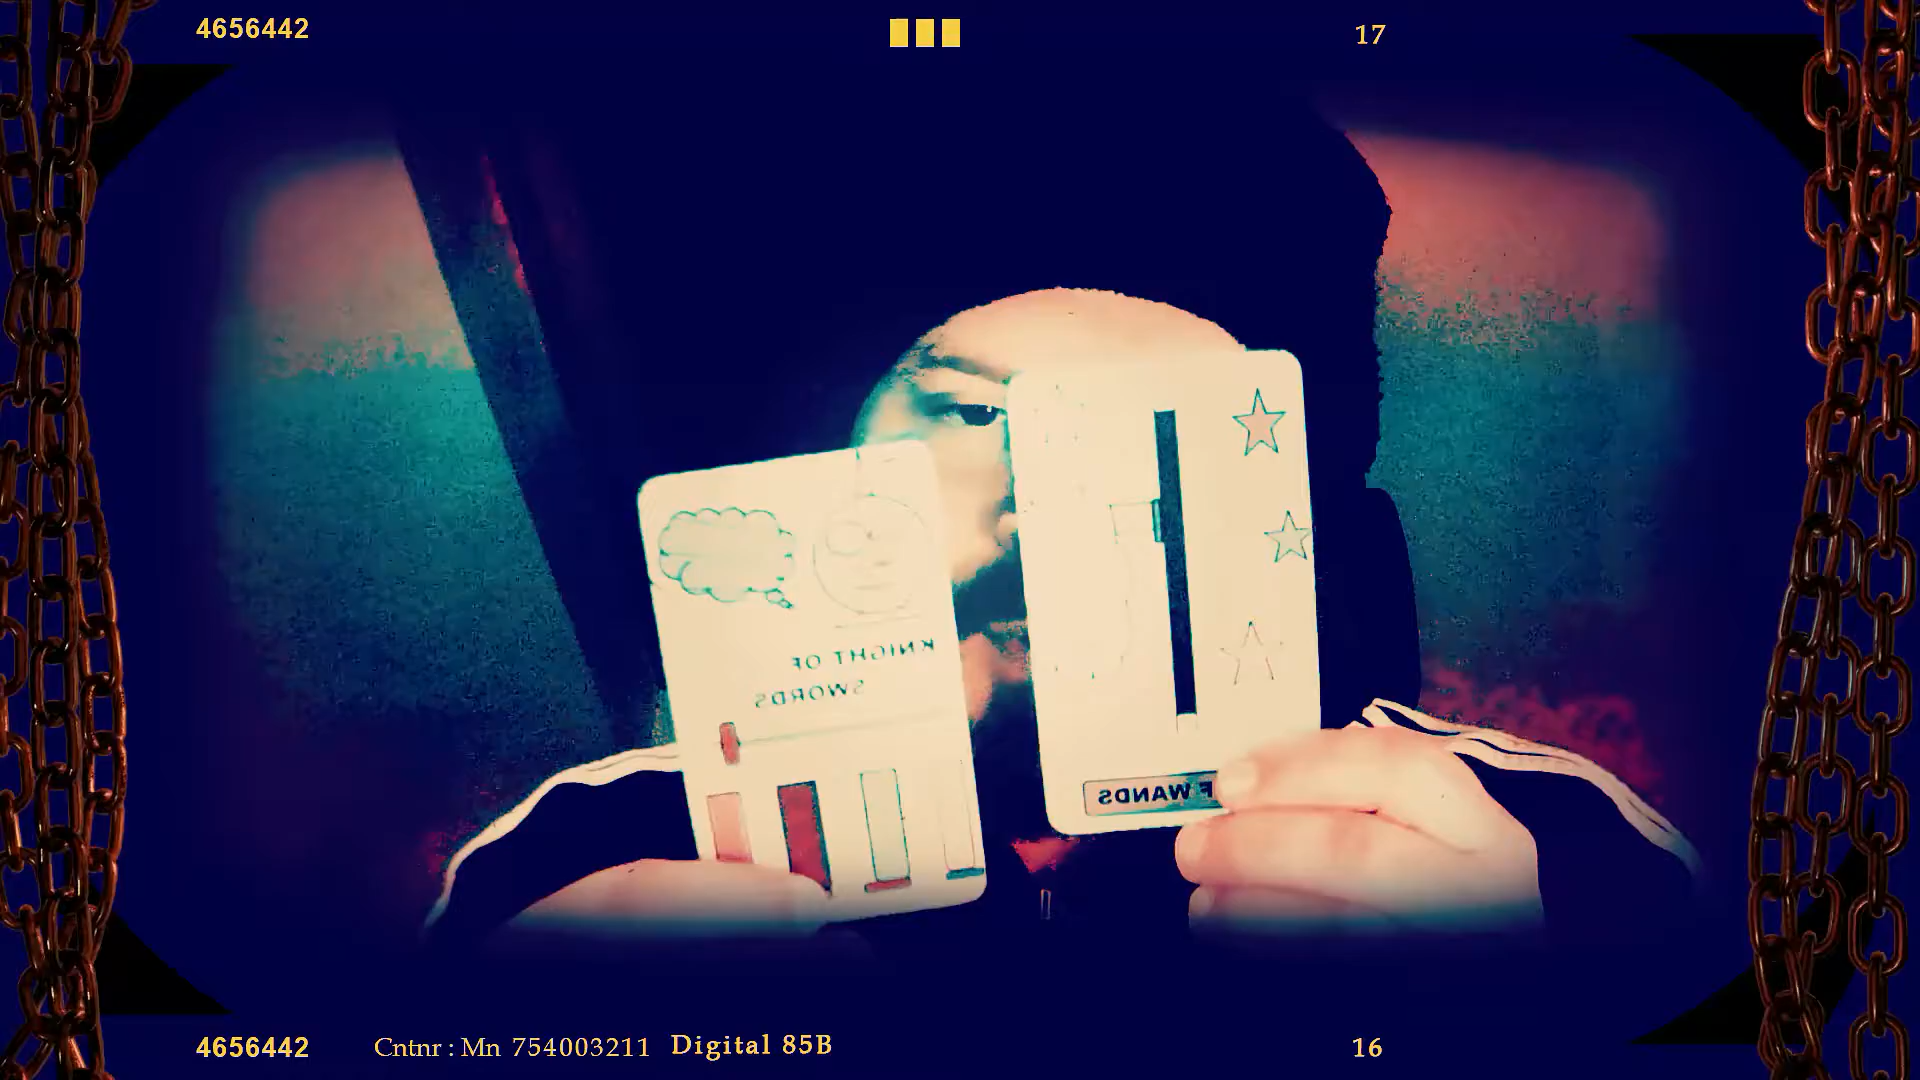 4656442
17
KNIGHT OF
SWORDS
F WANDS
4656442 Cntnr : Mn 754003211 Digital 85B
16